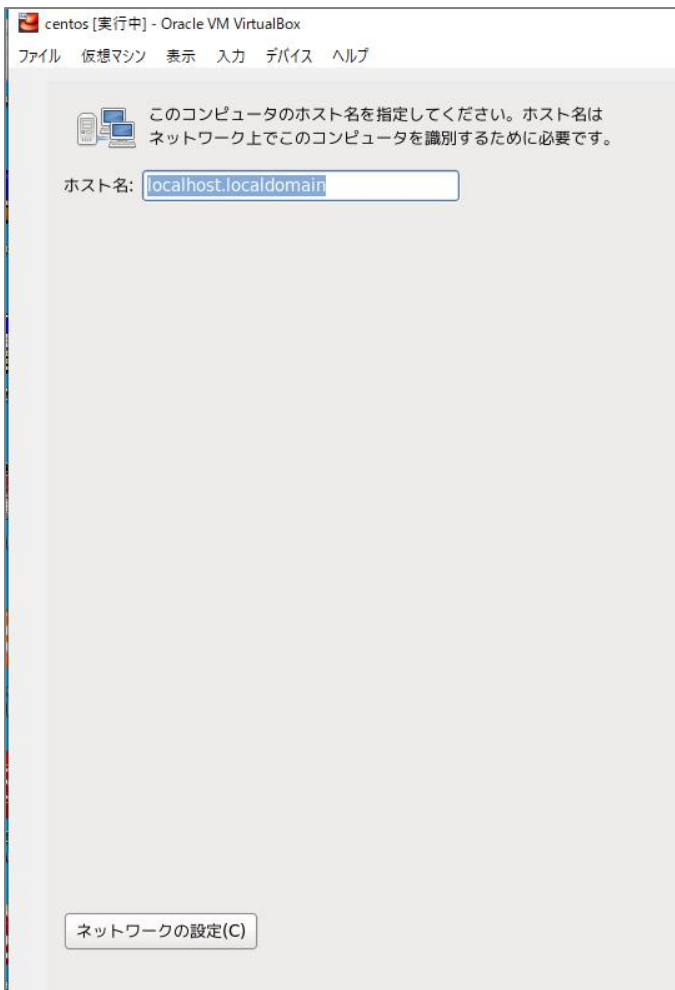 centos [実行中] - Oracle VM VirtualBox
ファイル 仮想マシン 表示 入力 デバイス ヘルプ
このコンピュータのホスト名を指定してください。ホスト名は
ネットワーク上でこのコンピュータを識別するために必要です。
ホスト名: localhost.localdomain
ネットワークの設定(C)